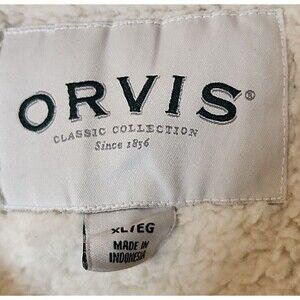 ORVIS®
CLASSIC COLLECTION
Since 1856
XL/EG
MADE IN
INDONESIA